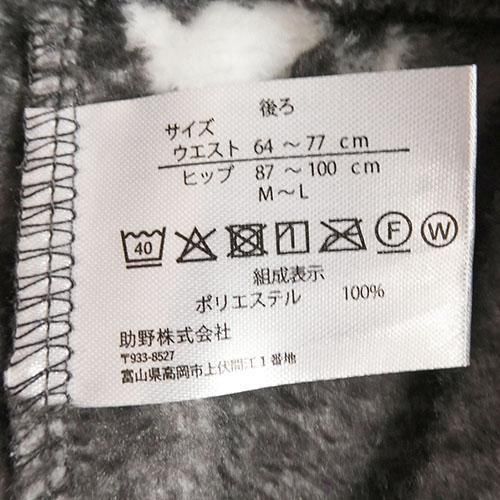 後ろ
サイズ
ウエスト 64 ～ 77 cm
ヒップ 87 ～ 100 cm
M～L
40 F W
組成表示
ポリエステル 100%
助野株式会社
〒933-8527
富山県高岡市上伏間江1番地